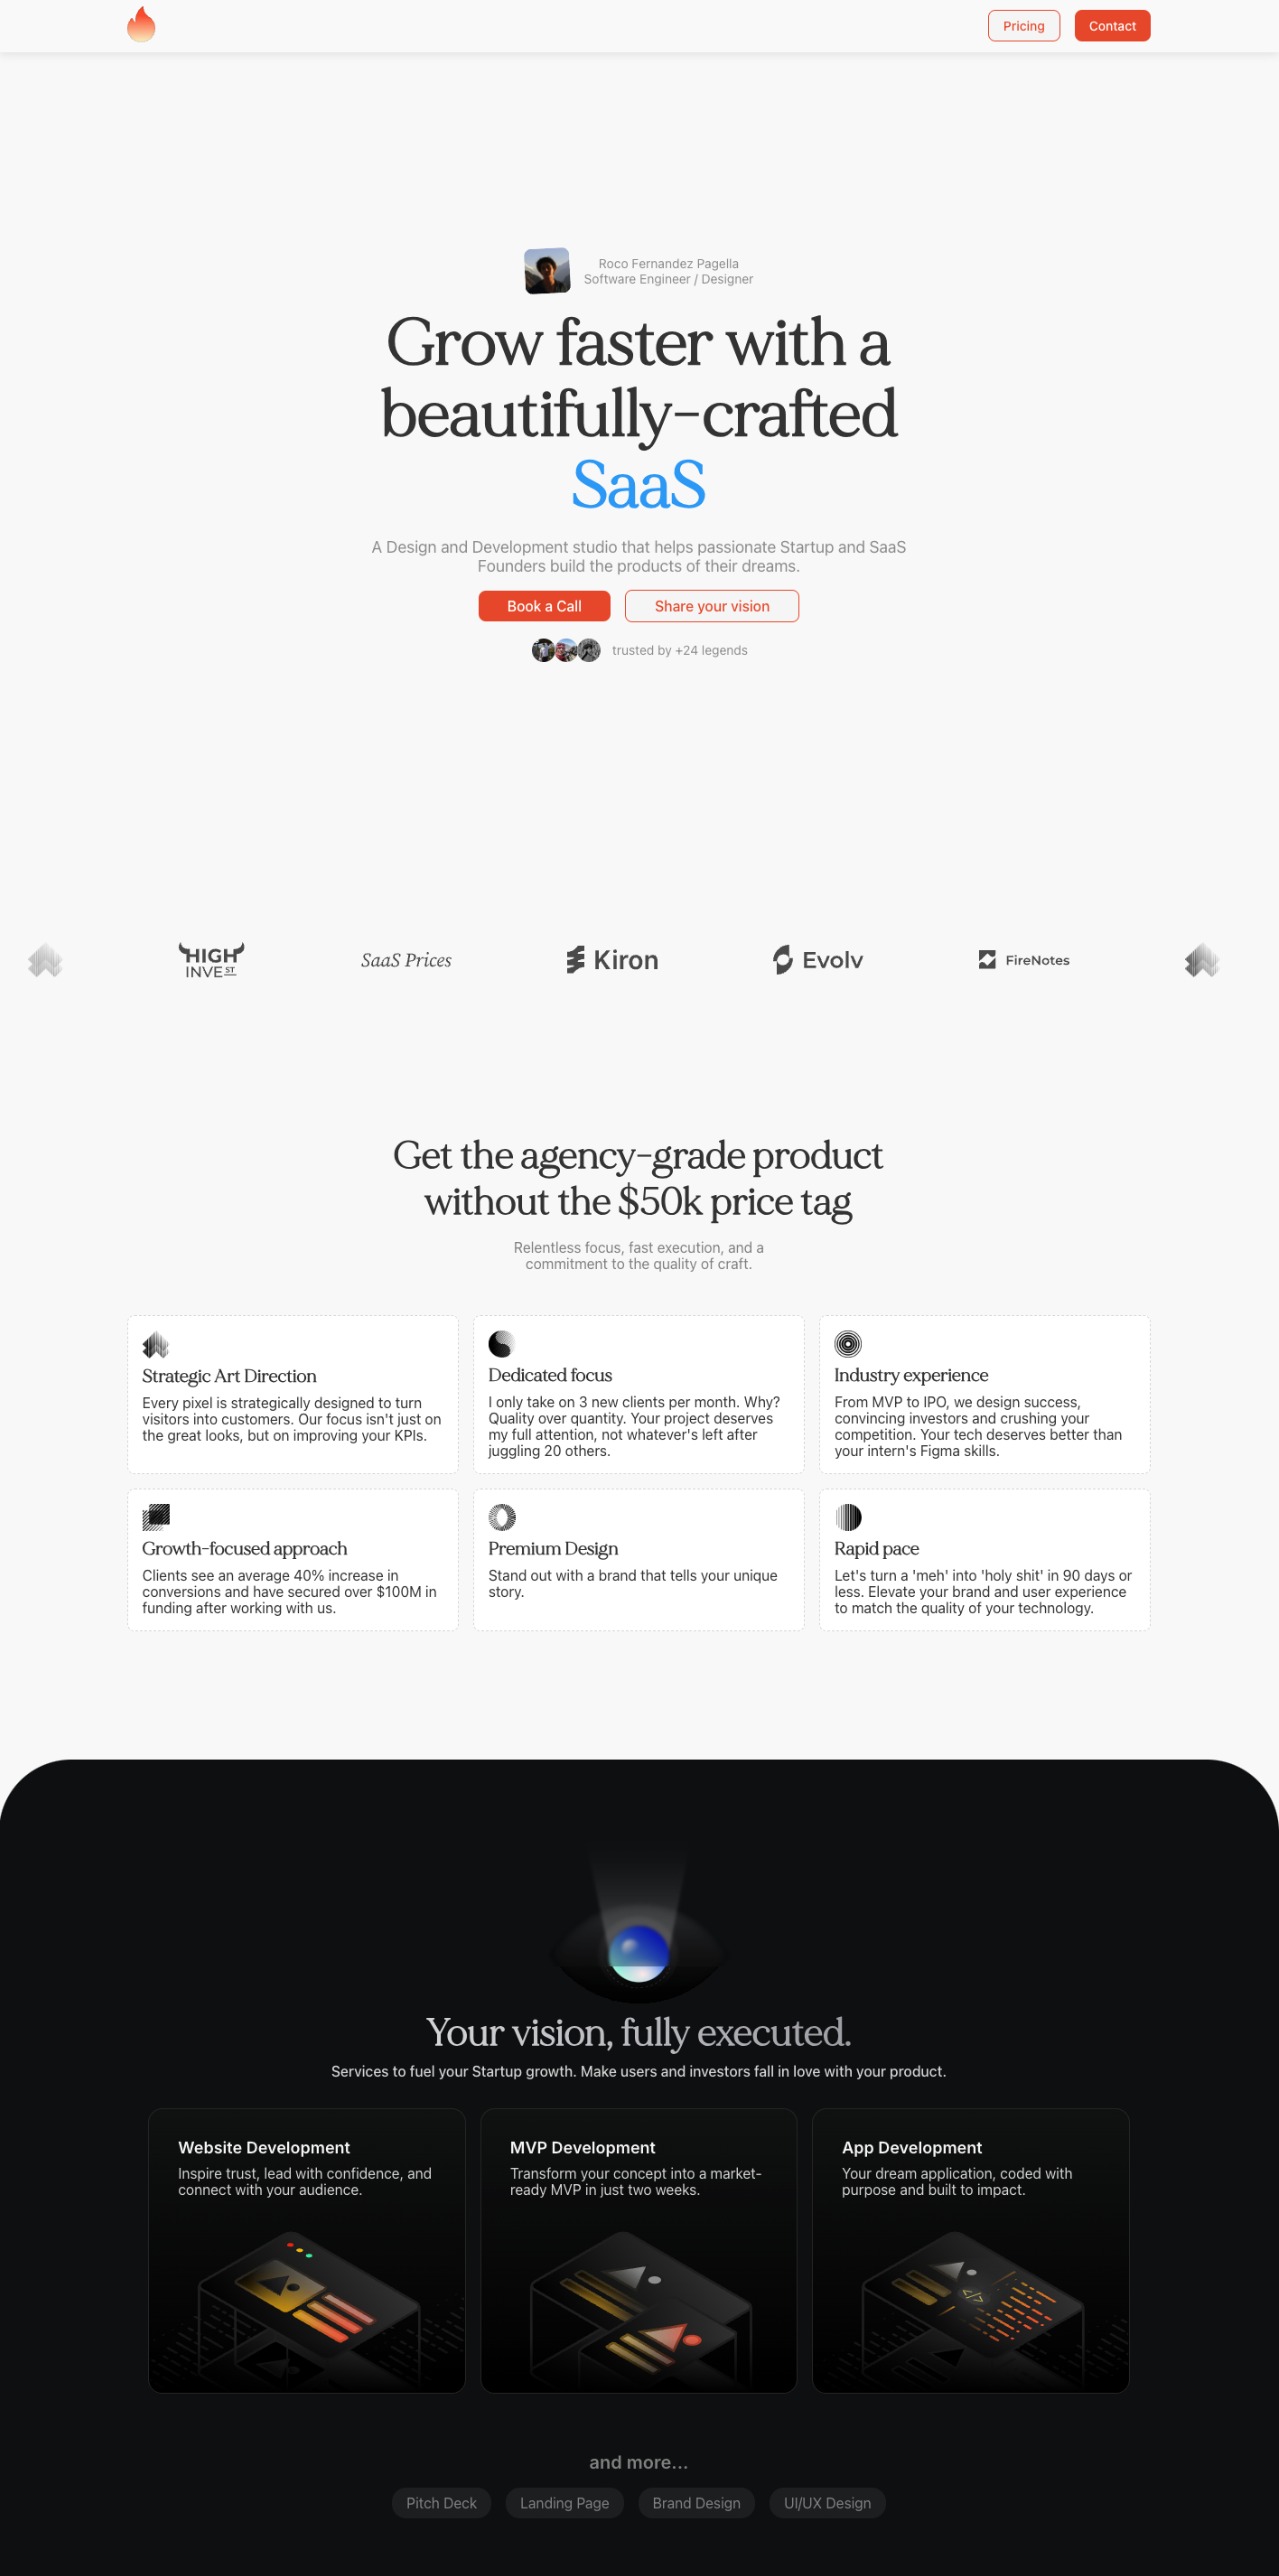 Pricing
Contact
Roco Fernandez Pagella
Software Engineer / Designer
Grow faster with a
beautifully-crafted
SaaS
A Design and Development studio that helps passionate Startup and SaaS
Founders build the products of their dreams.
Book a Call
Share your vision
trusted by +24 legends
HIGH
INVEST
SaaS Prices
Kiron
Evolv
FireNotes
Get the agency-grade product
without the $50k price tag
Relentless focus, fast execution, and a
commitment to the quality of craft.
Strategic Art Direction
Every pixel is strategically designed to turn
visitors into customers. Our focus isn't just on
the great looks, but on improving your KPIs.
Dedicated focus
I only take on 3 new clients per month. Why?
Quality over quantity. Your project deserves
my full attention, not whatever's left after
juggling 20 others.
Industry experience
From MVP to IPO, we design success,
convincing investors and crushing your
competition. Your tech deserves better than
your intern's Figma skills.
Growth-focused approach
Clients see an average 40% increase in
conversions and have secured over $100M in
funding after working with us.
Premium Design
Stand out with a brand that tells your unique
story.
Rapid pace
Let's turn a 'meh' into 'holy shit' in 90 days or
less. Elevate your brand and user experience
to match the quality of your technology.
Your vision, fully executed.
Services to fuel your Startup growth. Make users and investors fall in love with your product.
Website Development
Inspire trust, lead with confidence, and
connect with your audience.
MVP Development
Transform your concept into a market-
ready MVP in just two weeks.
App Development
Your dream application, coded with
purpose and built to impact.
</>
and more...
Pitch Deck
Landing Page
Brand Design
UI/UX Design